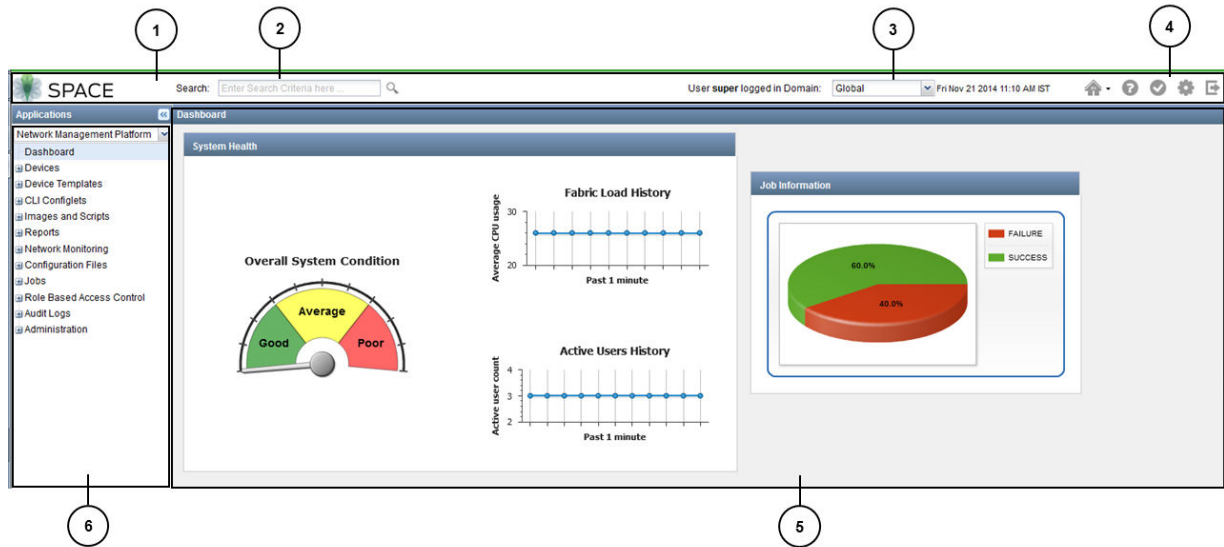 1
2
3
4
SPACE
Search: Enter Search Criteria here ...
User super logged in Domain: Global Fri Nov 21 2014 11:10 AM IST
Applications
Network Management Platform
Dashboard
Devices
Device Templates
CLI Configlets
Images and Scripts
Reports
Network Monitoring
Configuration Files
Jobs
Role Based Access Control
Audit Logs
Administration
Dashboard
System Health
Overall System Condition
Good
Average
Poor
Fabric Load History
Average CPU usage
30
20
Past 1 minute
Active Users History
Active user count
4
3
2
Past 1 minute
Job Information
60.0%
40.0%
FAILURE
SUCCESS
6
5